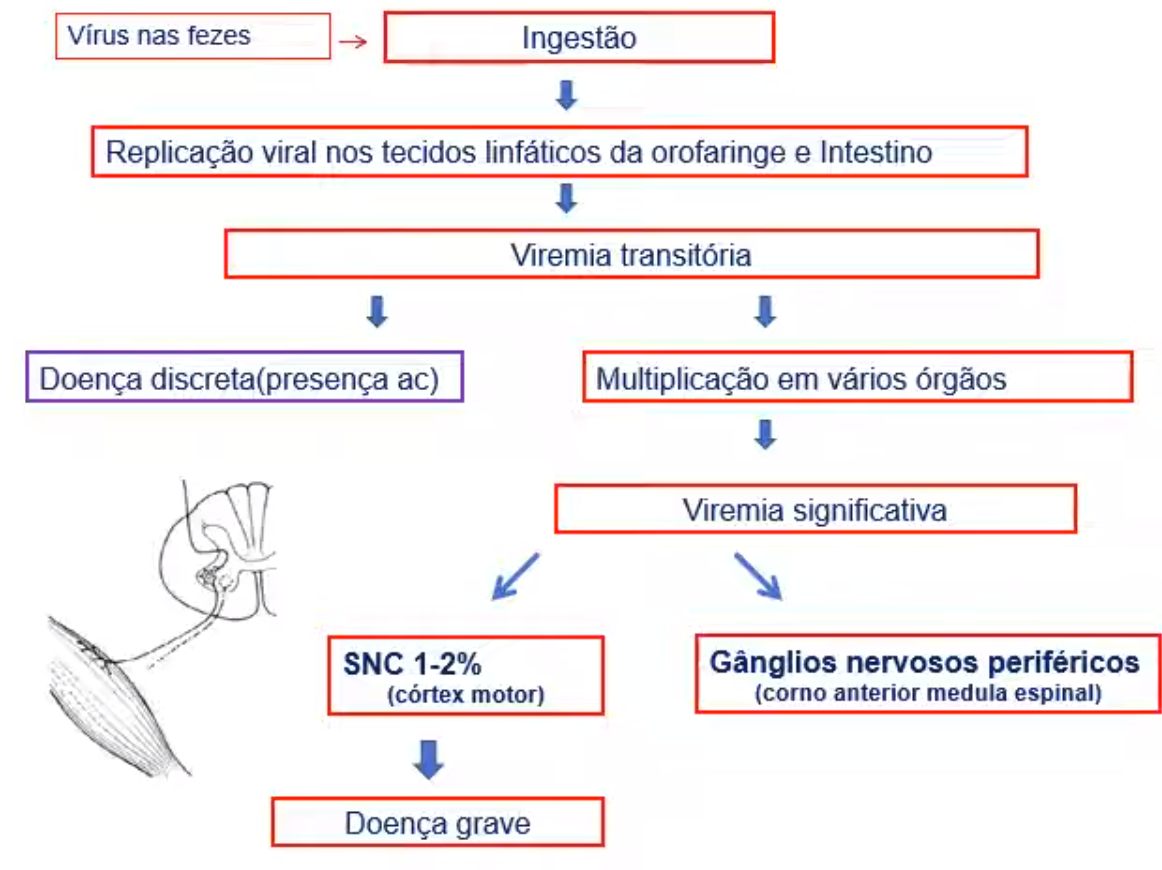 Vírus nas fezes
Ingestão
Replicação viral nos tecidos linfáticos da orofaringe e Intestino
Viremia transitória
Doença discreta(presença ac)
Multiplicação em vários órgãos
Viremia significativa
SNC 1-2%
(córtex motor)
Gânglios nervosos periféricos
(corno anterior medula espinal)
Doença grave